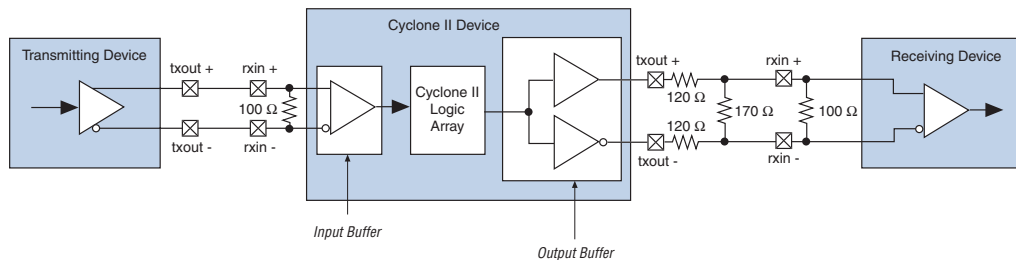 Cyclone II Device
Transmitting Device
txout +
rxin +
100 Ω
txout -
rxin -
Cyclone II
Logic
Array
Input Buffer
Output Buffer
txout +
120 Ω
txout -
120 Ω
170 Ω
rxin +
100 Ω
rxin -
Receiving Device